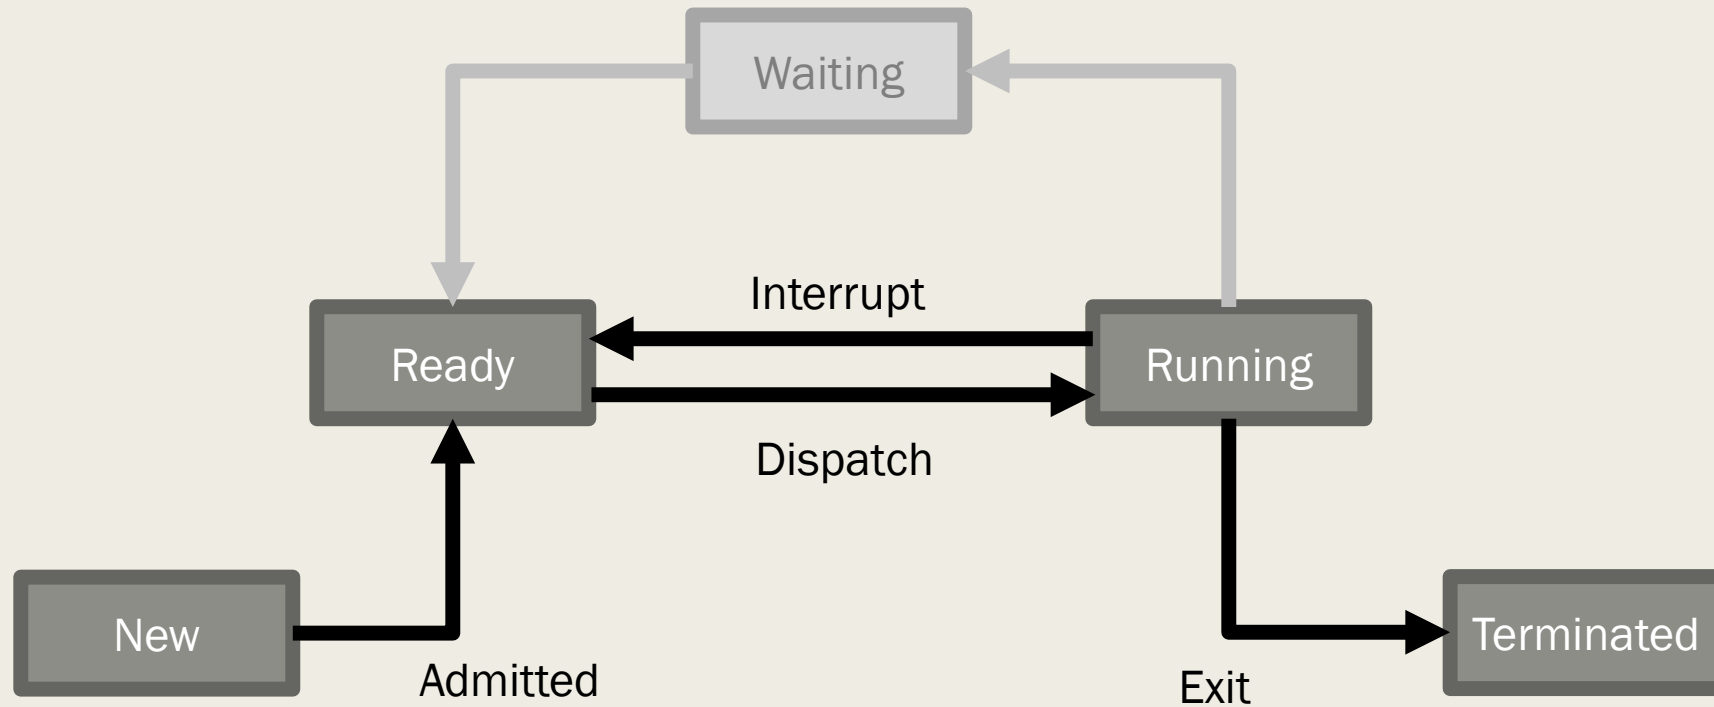 Waiting
Interrupt
Ready
Running
Dispatch
New
Terminated
Admitted
Exit